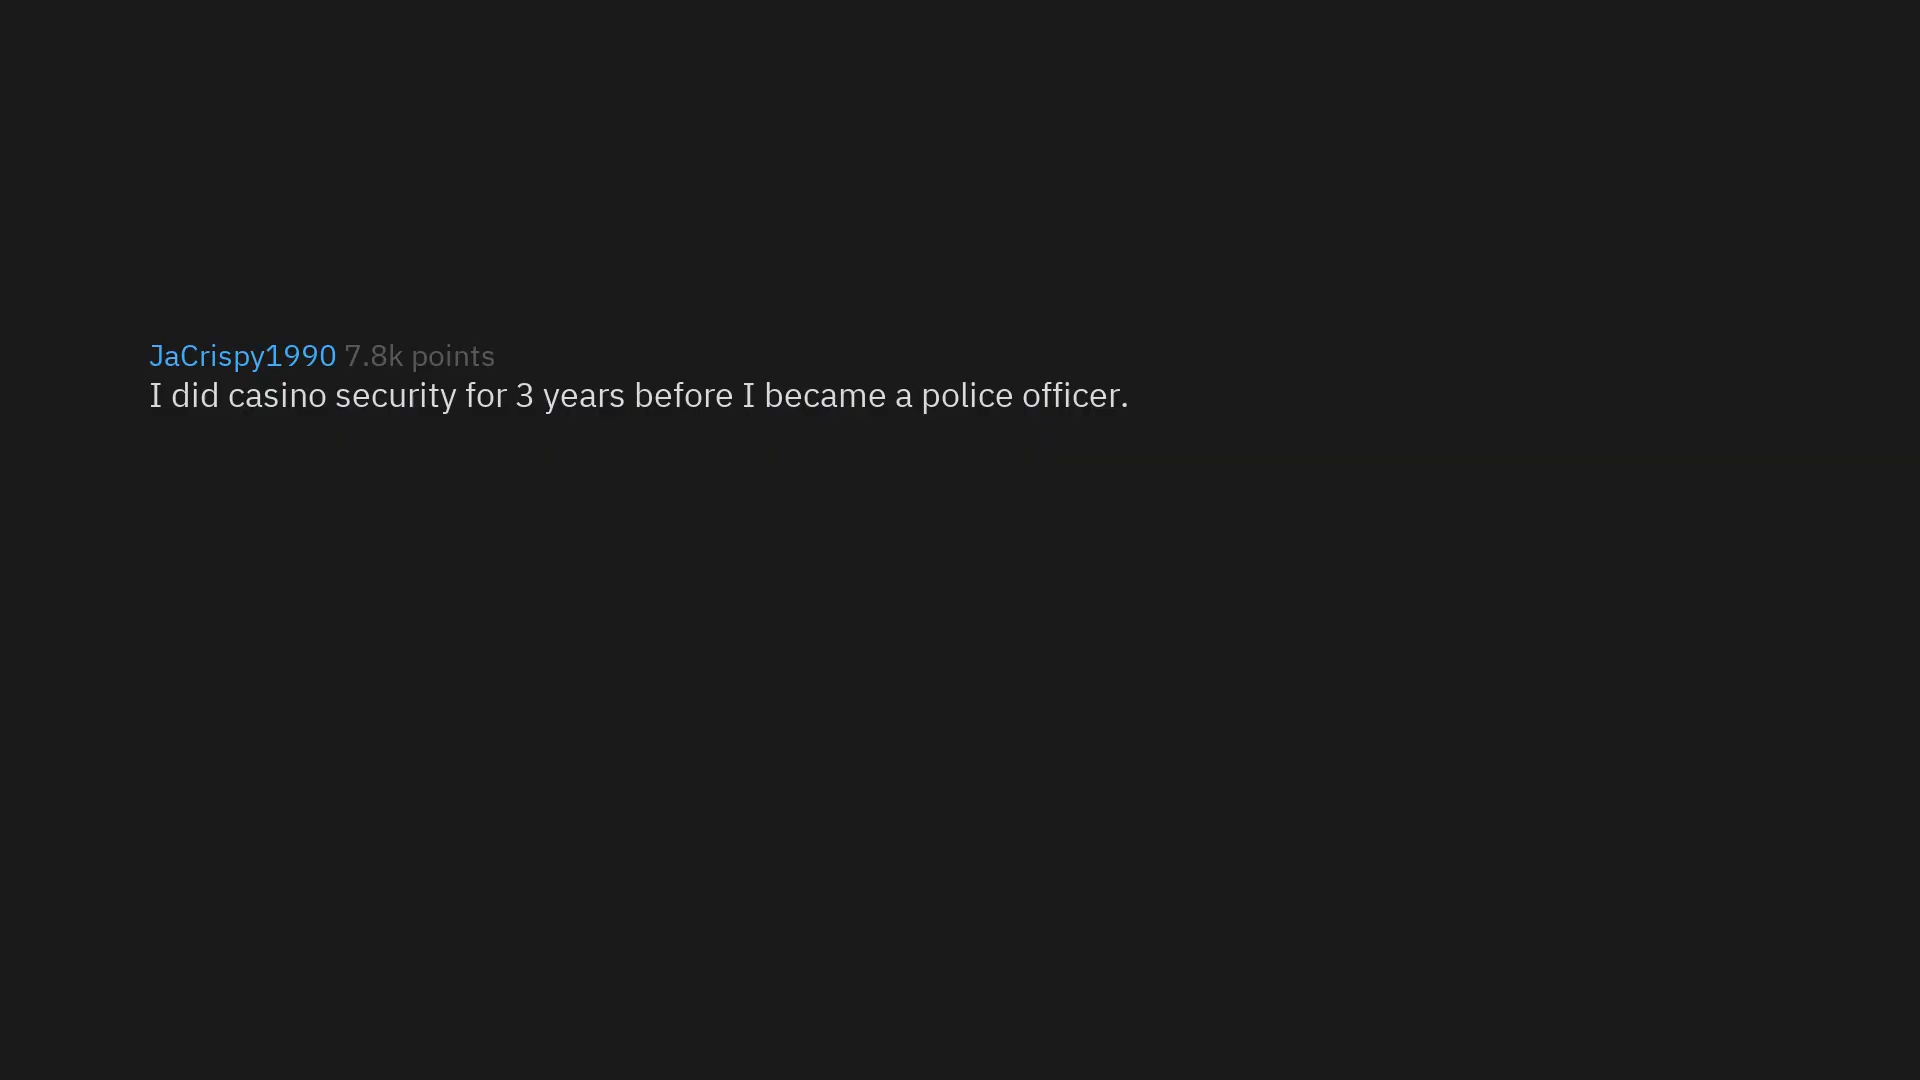 JaCrispy1990 7.8k points
I did casino security for 3 years before I became a police officer.